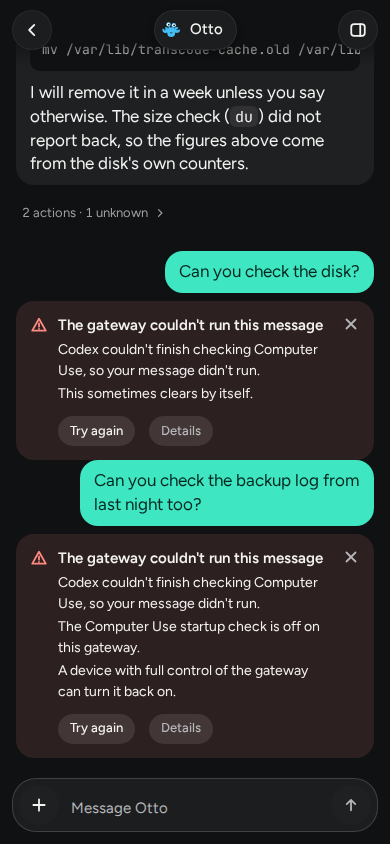 Otto
mv /var/lib/transcode-cache.old /var/lib
I will remove it in a week unless you say
otherwise. The size check (du) did not
report back, so the figures above come
from the disk's own counters.
2 actions · 1 unknown
Can you check the disk?
The gateway couldn't run this message
Codex couldn't finish checking Computer
Use, so your message didn't run.
This sometimes clears by itself.
Try again Details
Can you check the backup log from
last night too?
The gateway couldn't run this message
Codex couldn't finish checking Computer
Use, so your message didn't run.
The Computer Use startup check is off on
this gateway.
A device with full control of the gateway
can turn it back on.
Try again Details
Message Otto